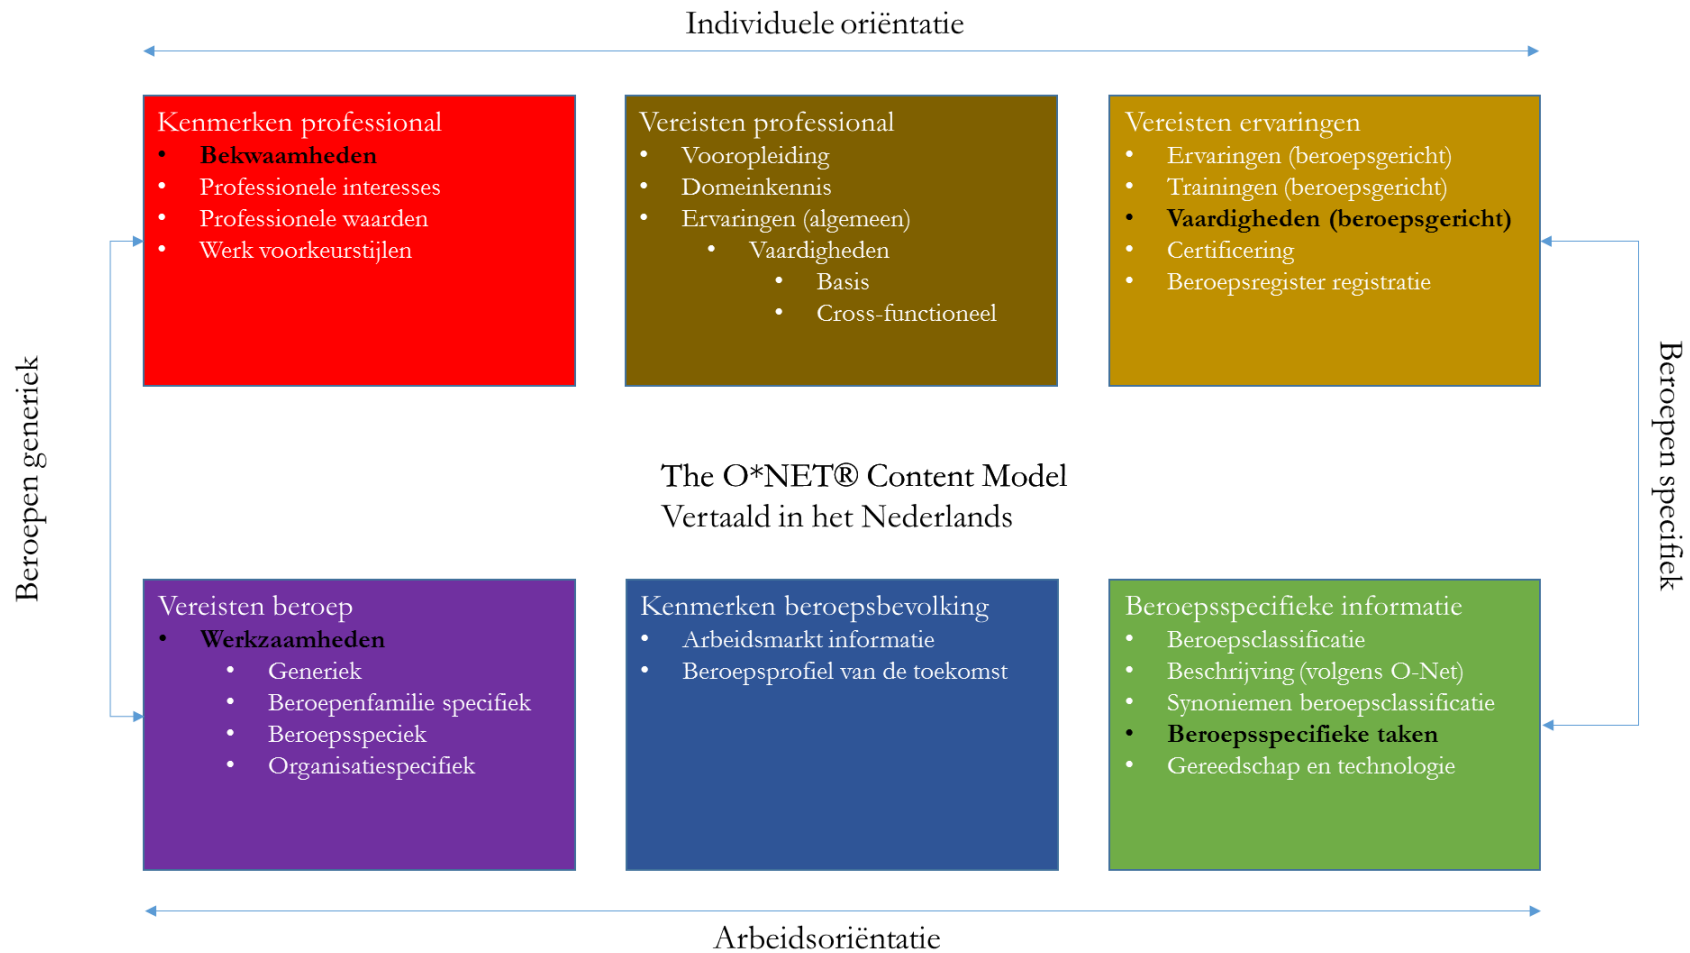 Individuele oriëntatie
Kenmerken professional
• Bekwaamheden
• Professionele interesses
• Professionele waarden
• Werk voorkeurstijlen
Vereisten professional
• Vooropleiding
• Domeinkennis
• Ervaringen (algemeen)
• Vaardigheden
• Basis
• Cross-functioneel
Vereisten ervaringen
• Ervaringen (beroepsgericht)
• Trainingen (beroepsgericht)
• Vaardigheden (beroepsgericht)
• Certificering
• Beroepsregister registratie
Beroepen generiek
The O*NET® Content Model
Vertaald in het Nederlands
Beroepen specifiek
Vereisten beroep
• Werkzaamheden
• Generiek
• Beroepenfamilie specifiek
• Beroepsspeciek
• Organisatiespecifiek
Kenmerken beroepsbevolking
• Arbeidsmarkt informatie
• Beroepsprofiel van de toekomst
Beroepsspecifieke informatie
• Beroepsclassificatie
• Beschrijving (volgens O-Net)
• Synoniemen beroepsclassificatie
• Beroepsspecifieke taken
• Gereedschap en technologie
Arbeidsoriëntatie